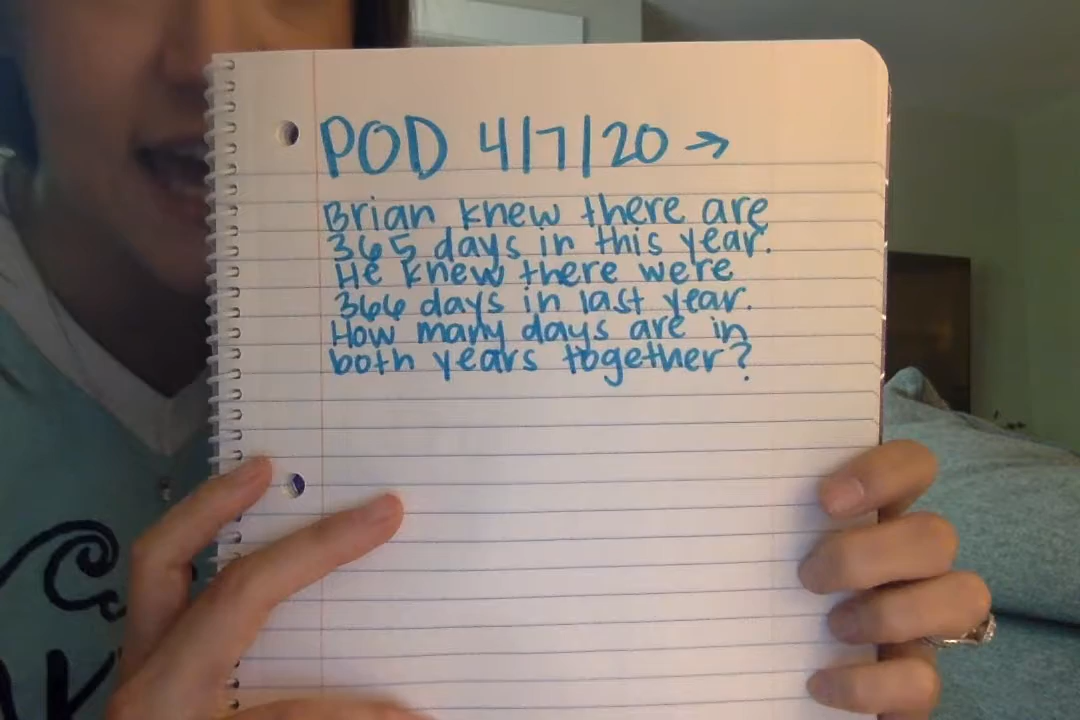 POD 4/7/20 →
Brian knew there are
365 days in this year.
He knew there were
366 days in last year.
How many days are in
both years together?